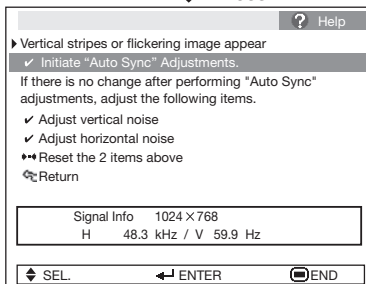 ? Help
Vertical stripes or flickering image appear
✔ Initiate “Auto Sync” Adjustments.
If there is no change after performing "Auto Sync"
adjustments, adjust the following items.
✔ Adjust vertical noise
✔ Adjust horizontal noise
Reset the 2 items above
Return
Signal Info 1024×768
H 48.3 kHz / V 59.9 Hz
SEL. ENTER END